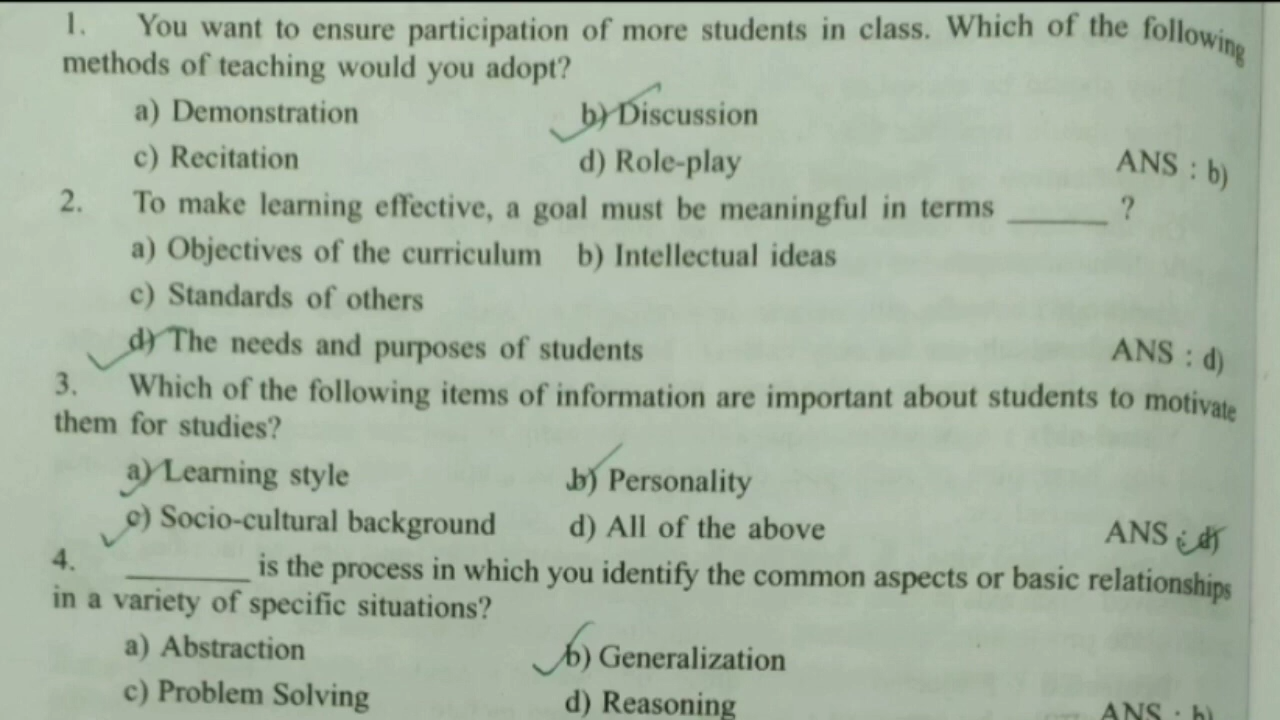 1. You want to ensure participation of more students in class. Which of the following
methods of teaching would you adopt?
a) Demonstration b) Discussion
c) Recitation d) Role-play ANS : b)
2. To make learning effective, a goal must be meaningful in terms _______ ?
a) Objectives of the curriculum b) Intellectual ideas
c) Standards of others
d) The needs and purposes of students ANS : d)
3. Which of the following items of information are important about students to motivate
them for studies?
a) Learning style b) Personality
c) Socio-cultural background d) All of the above ANS : d)
4. ________ is the process in which you identify the common aspects or basic relationships
in a variety of specific situations?
a) Abstraction b) Generalization
c) Problem Solving d) Reasoning ANS : b)